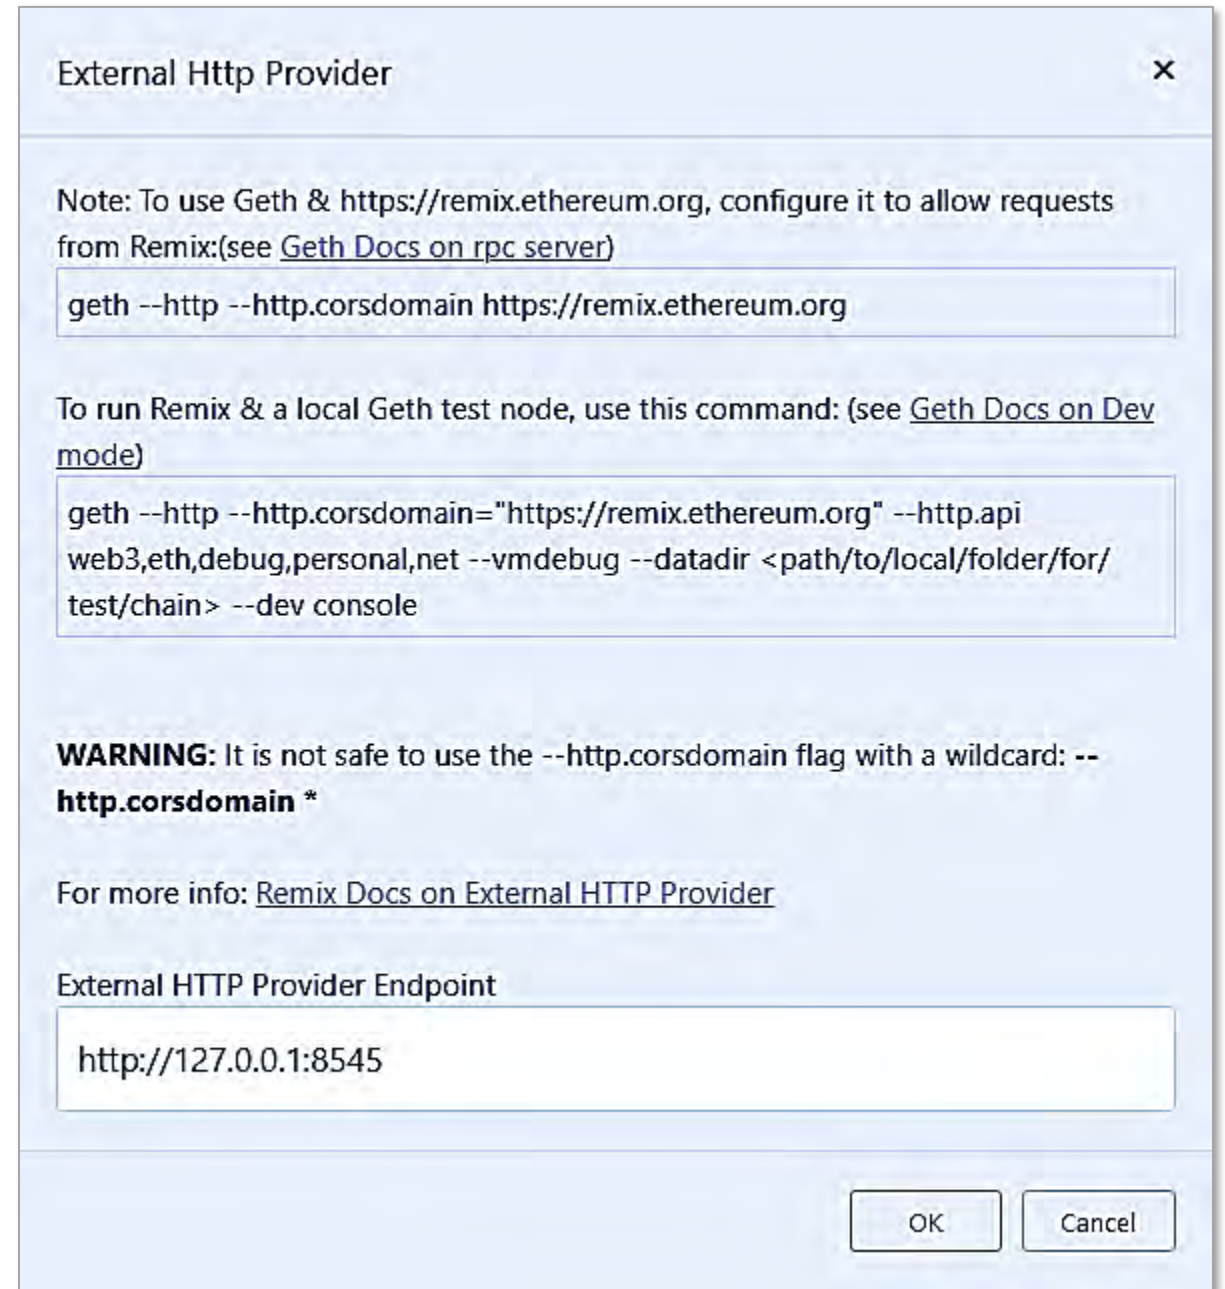 External Http Provider ×
Note: To use Geth & https://remix.ethereum.org, configure it to allow requests
from Remix:(see Geth Docs on rpc server)
geth --http --http.corsdomain https://remix.ethereum.org
To run Remix & a local Geth test node, use this command: (see Geth Docs on Dev
mode)
geth --http --http.corsdomain="https://remix.ethereum.org" --http.api
web3,eth,debug,personal,net --vmdebug --datadir <path/to/local/folder/for/
test/chain> --dev console
WARNING: It is not safe to use the --http.corsdomain flag with a wildcard: --
http.corsdomain *
For more info: Remix Docs on External HTTP Provider
External HTTP Provider Endpoint
http://127.0.0.1:8545
OK Cancel